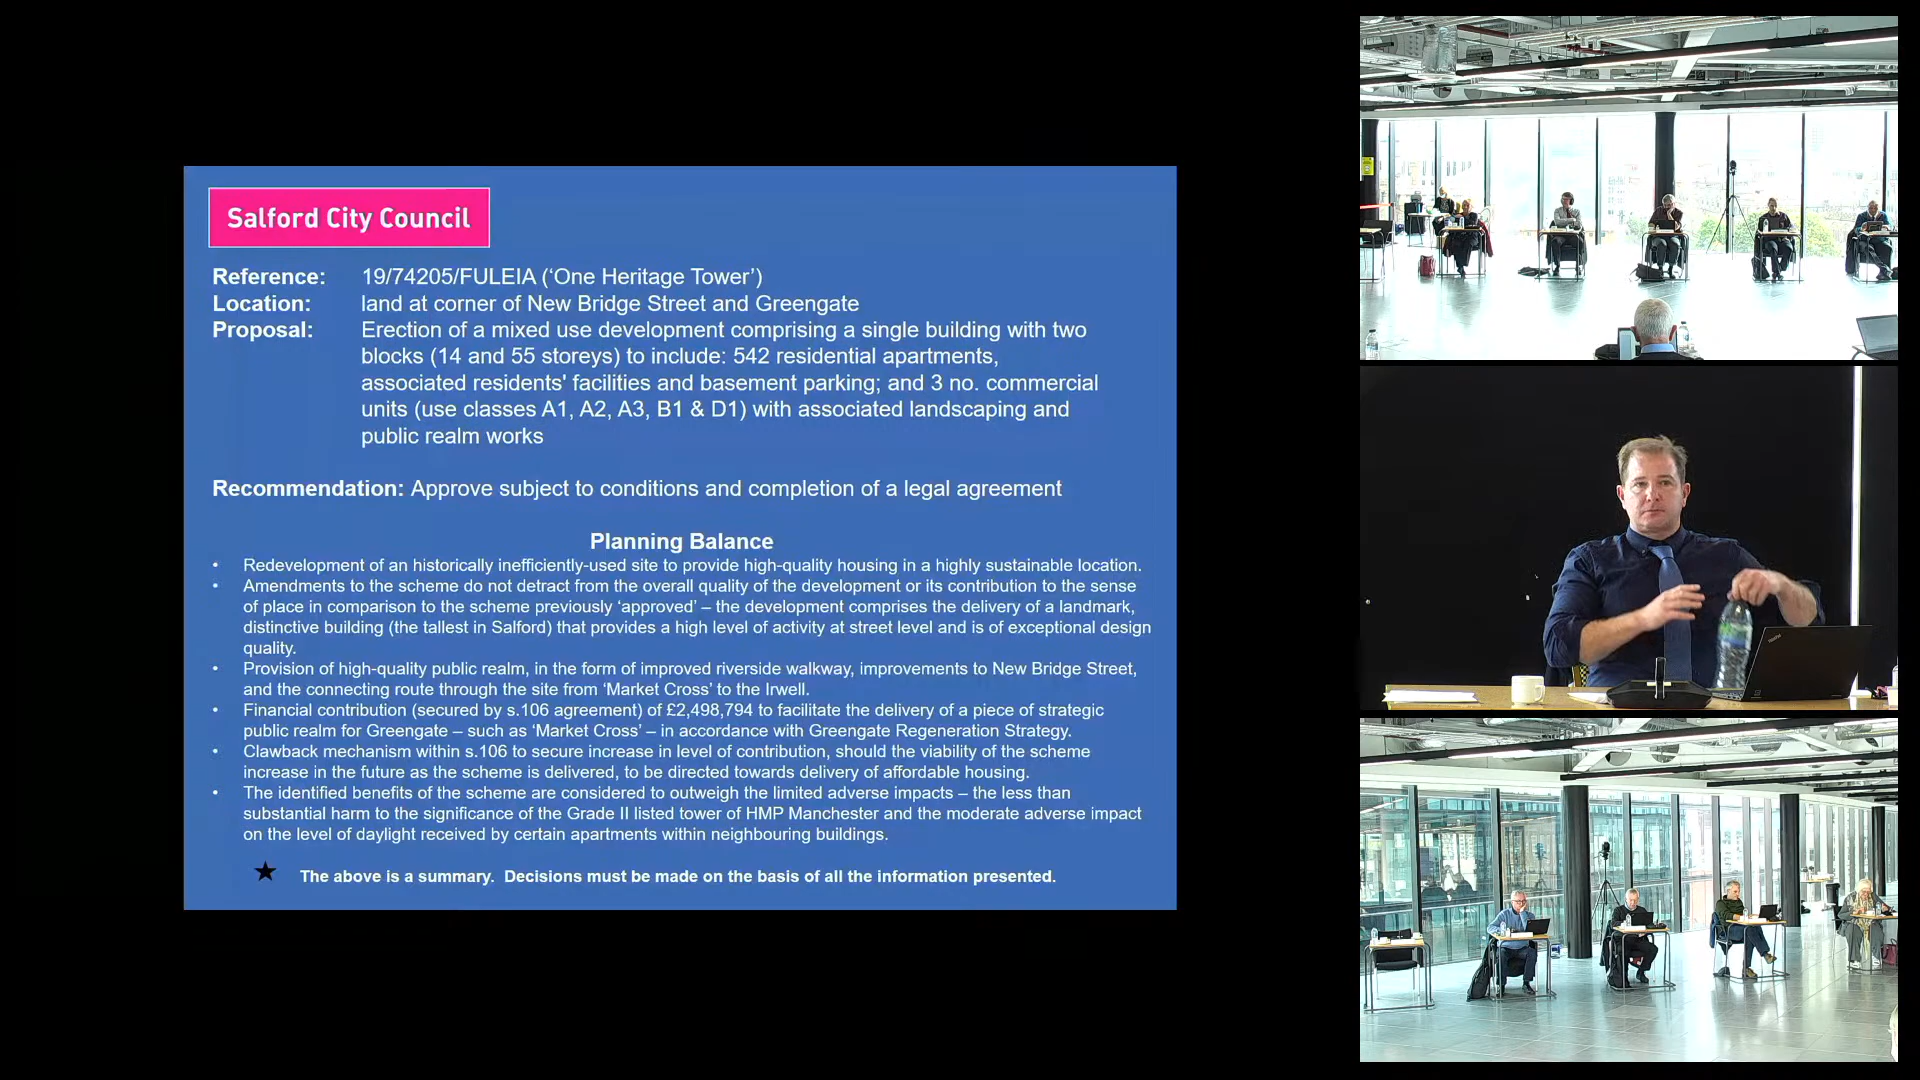 Salford City Council
Reference: 19/74205/FULEIA (‘One Heritage Tower’)
Location: land at corner of New Bridge Street and Greengate
Proposal: Erection of a mixed use development comprising a single building with two
blocks (14 and 55 storeys) to include: 542 residential apartments,
associated residents' facilities and basement parking; and 3 no. commercial
units (use classes A1, A2, A3, B1 & D1) with associated landscaping and
public realm works
Recommendation: Approve subject to conditions and completion of a legal agreement
Planning Balance
• Redevelopment of an historically inefficiently-used site to provide high-quality housing in a highly sustainable location.
• Amendments to the scheme do not detract from the overall quality of the development or its contribution to the sense
of place in comparison to the scheme previously ‘approved’ – the development comprises the delivery of a landmark,
distinctive building (the tallest in Salford) that provides a high level of activity at street level and is of exceptional design
quality.
• Provision of high-quality public realm, in the form of improved riverside walkway, improvements to New Bridge Street,
and the connecting route through the site from ‘Market Cross’ to the Irwell.
• Financial contribution (secured by s.106 agreement) of £2,498,794 to facilitate the delivery of a piece of strategic
public realm for Greengate – such as ‘Market Cross’ – in accordance with Greengate Regeneration Strategy.
• Clawback mechanism within s.106 to secure increase in level of contribution, should the viability of the scheme
increase in the future as the scheme is delivered, to be directed towards delivery of affordable housing.
• The identified benefits of the scheme are considered to outweigh the limited adverse impacts – the less than
substantial harm to the significance of the Grade II listed tower of HMP Manchester and the moderate adverse impact
on the level of daylight received by certain apartments within neighbouring buildings.
★ The above is a summary. Decisions must be made on the basis of all the information presented.